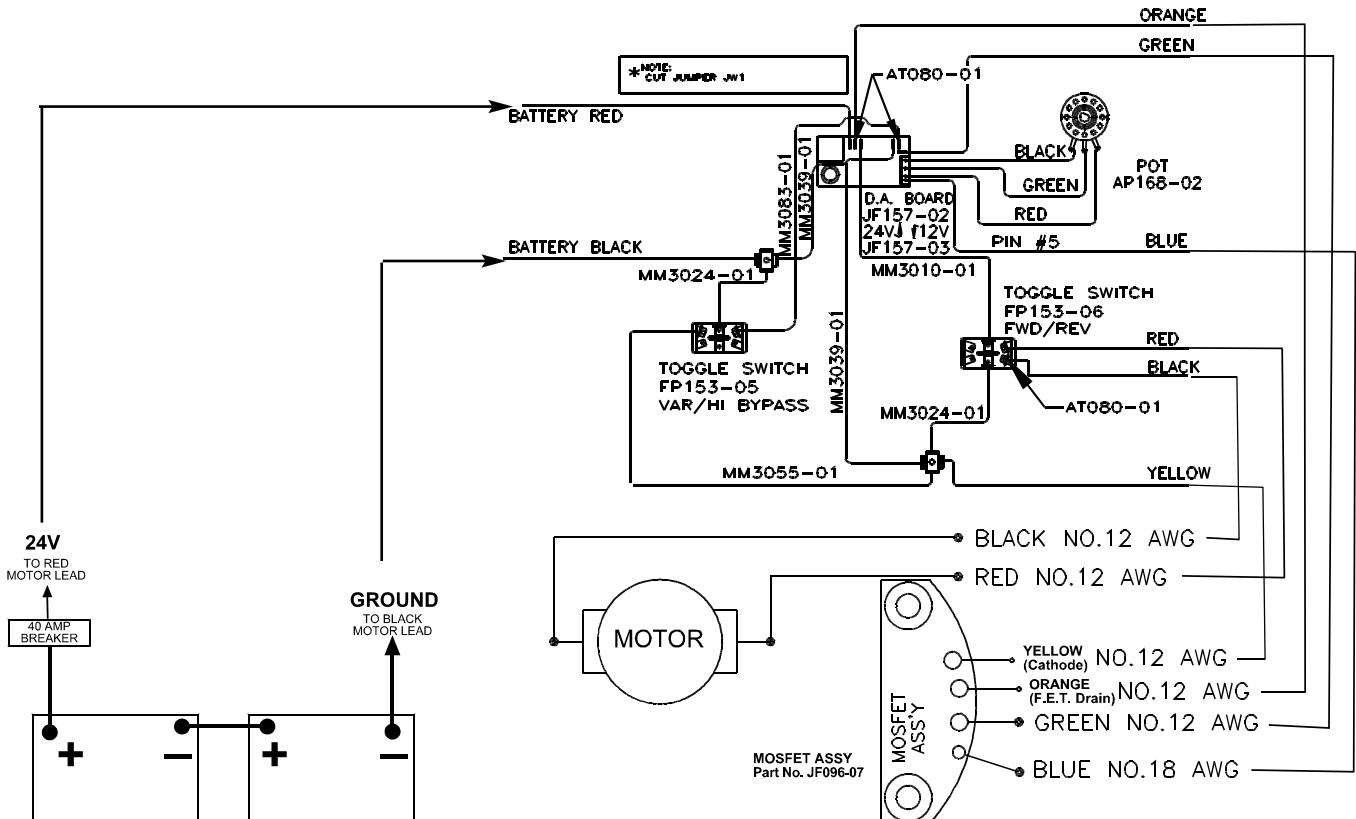 ORANGE
GREEN
*NOTE:
CUT JUMPER JW1
AT080-01
BATTERY RED
BLACK
POT
AP168-02
GREEN
RED
MM3083-01
MM3039-01
D.A. BOARD
JF157-02
24V
12V
JF157-03
PIN #5
BLUE
BATTERY BLACK
MM3024-01
MM3010-01
TOGGLE SWITCH
FP153-06
FWD/REV
RED
BLACK
MM3039-01
TOGGLE SWITCH
FP153-05
VAR/HI BYPASS
MM3024-01
AT080-01
MM3055-01
YELLOW
24V
TO RED
MOTOR LEAD
40 AMP
BREAKER
GROUND
TO BLACK
MOTOR LEAD
BLACK NO.12 AWG
RED NO.12 AWG
MOTOR
YELLOW
(Cathode) NO.12 AWG
ORANGE
(F.E.T. Drain) NO.12 AWG
GREEN NO.12 AWG
BLUE NO.18 AWG
MOSFET
ASS'Y
MOSFET ASSY
Part No. JF096-07
+ − + −